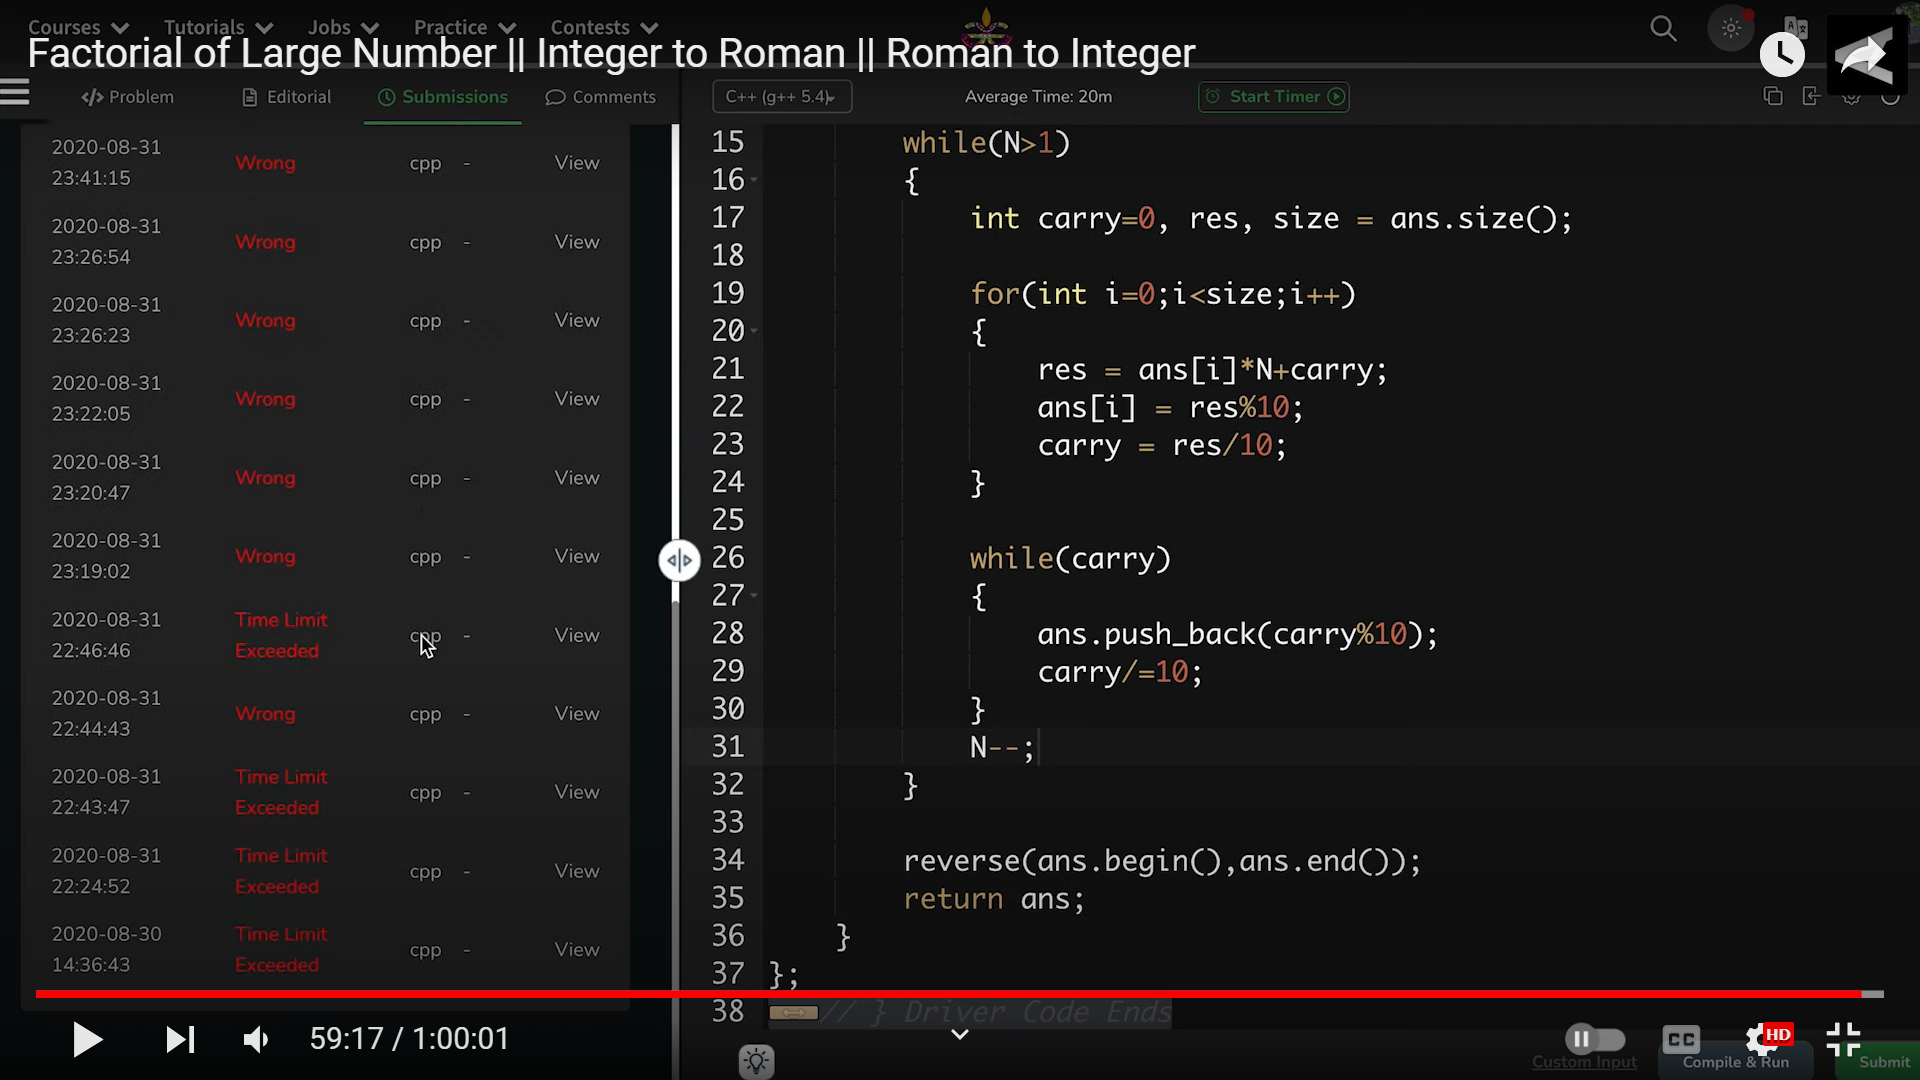 Courses Tutorials Jobs Practice Contests
Factorial of Large Number || Integer to Roman || Roman to Integer
</> Problem Editorial Submissions Comments
C++ (g++ 5.4) Average Time: 20m Start Timer
2020-08-31
23:41:15
Wrong cpp - View
2020-08-31
23:26:54
Wrong cpp - View
2020-08-31
23:26:23
Wrong cpp - View
2020-08-31
23:22:05
Wrong cpp - View
2020-08-31
23:20:47
Wrong cpp - View
2020-08-31
23:19:02
Wrong cpp - View
2020-08-31
22:46:46
Time Limit
Exceeded
cpp - View
2020-08-31
22:44:43
Wrong cpp - View
2020-08-31
22:43:47
Time Limit
Exceeded
cpp - View
2020-08-31
22:24:52
Time Limit
Exceeded
cpp - View
2020-08-30
14:36:43
Time Limit
Exceeded
cpp - View
15 while(N>1)
16 {
17 int carry=0, res, size = ans.size();
18
19 for(int i=0;i<size;i++)
20 {
21 res = ans[i]*N+carry;
22 ans[i] = res%10;
23 carry = res/10;
24 }
25
26 while(carry)
27 {
28 ans.push_back(carry%10);
29 carry/=10;
30 }
31 N--;
32 }
33
34 reverse(ans.begin(),ans.end());
35 return ans;
36 }
37 };
38 // } Driver Code Ends
59:17 / 1:00:01
CC HD
Custom Input Compile & Run Submit